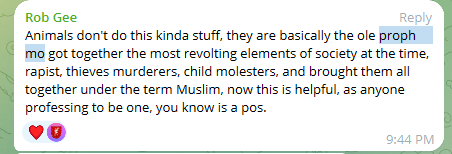 Rob Gee
Reply
Animals don't do this kinda stuff, they are basically the ole proph
mo got together the most revolting elements of society at the time,
rapist, thieves murderers, child molesters, and brought them all
together under the term Muslim, now this is helpful, as anyone
professing to be one, you know is a pos.
9:44 PM